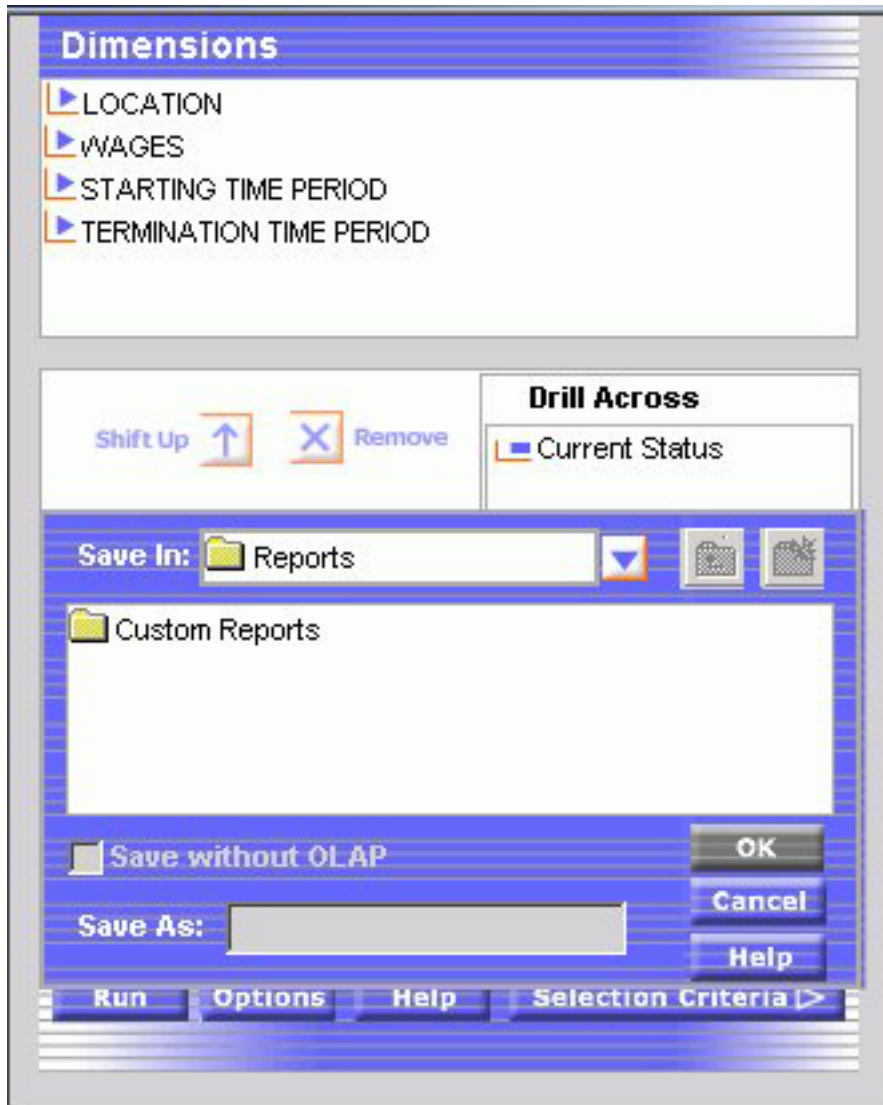 Dimensions
LOCATION
WAGES
STARTING TIME PERIOD
TERMINATION TIME PERIOD
Shift Up
Remove
Drill Across
Current Status
Save In: Reports
Custom Reports
Save without OLAP
OK
Cancel
Save As:
Help
Run Options Help Selection Criteria